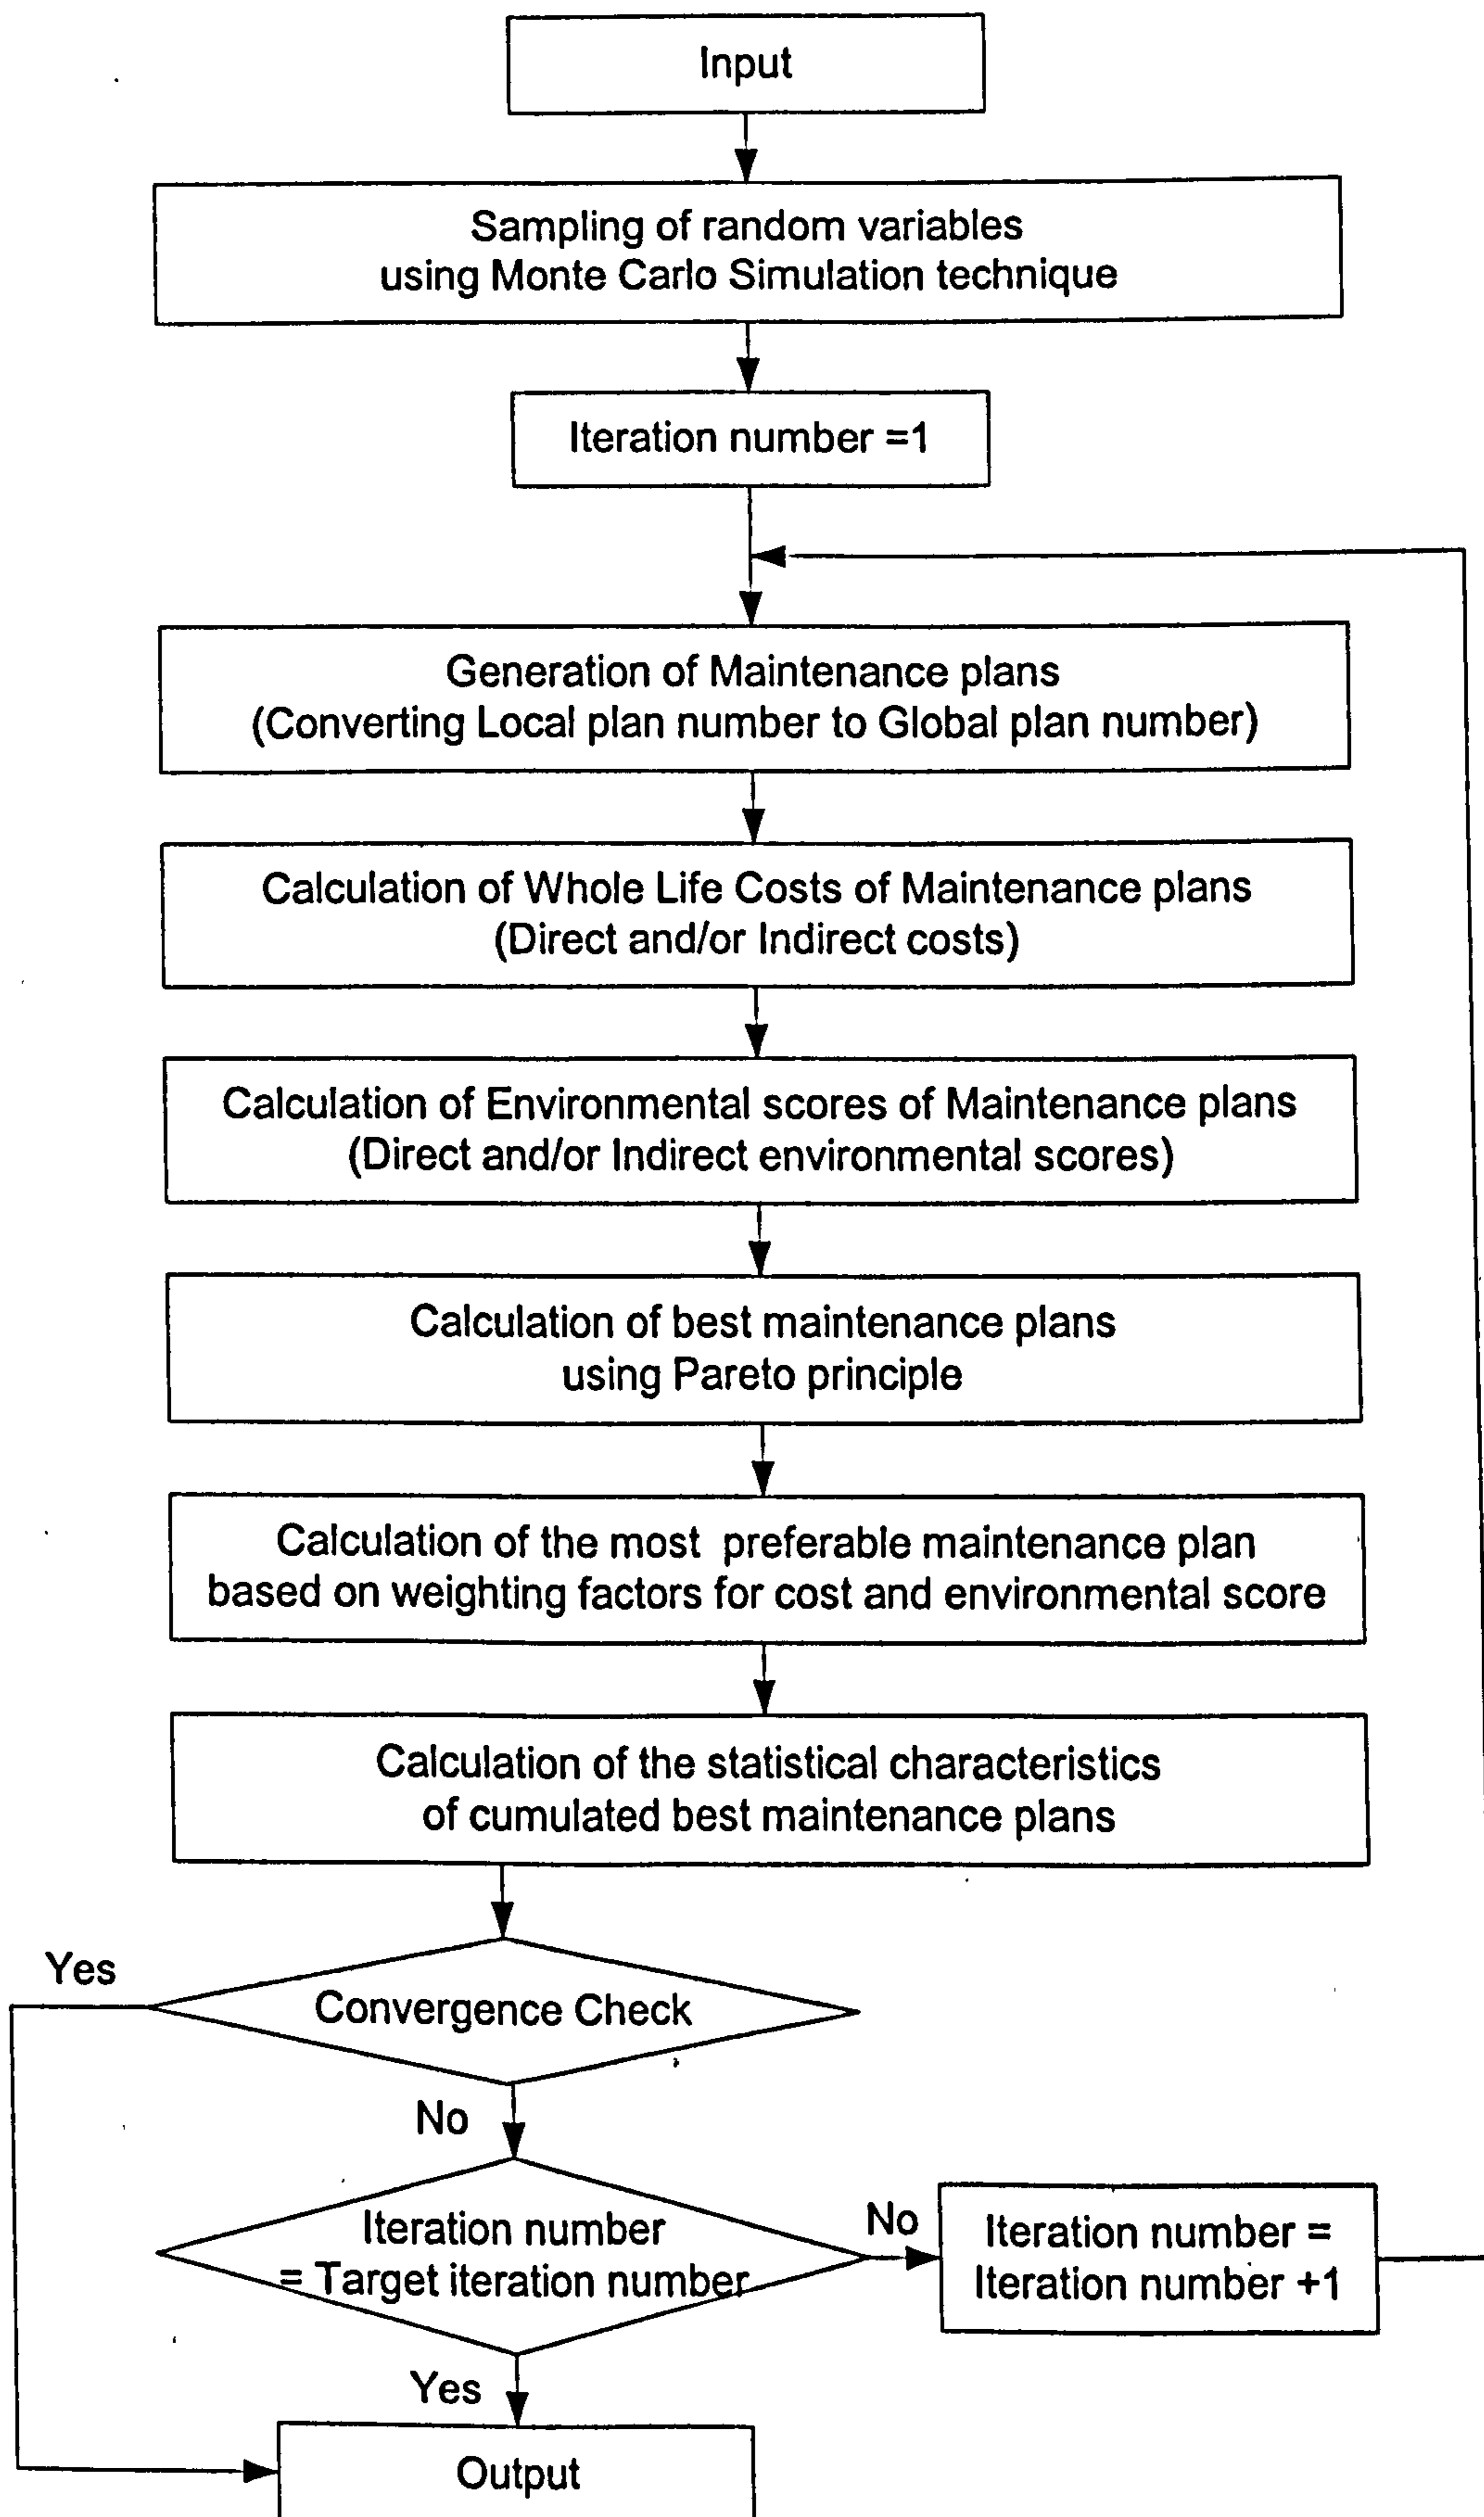 Input
Sampling of random variables
using Monte Carlo Simulation technique
Iteration number =1
Generation of Maintenance plans
(Converting Local plan number to Global plan number)
Calculation of Whole Life Costs of Maintenance plans
(Direct and/or Indirect costs)
Calculation of Environmental scores of Maintenance plans
(Direct and/or Indirect environmental scores)
Calculation of best maintenance plans
using Pareto principle
Calculation of the most preferable maintenance plan
based on weighting factors for cost and environmental score
Calculation of the statistical characteristics
of cumulated best maintenance plans
Yes
Convergence Check
No
Iteration number
= Target iteration number
No
Iteration number =
Iteration number +1
Yes
Output